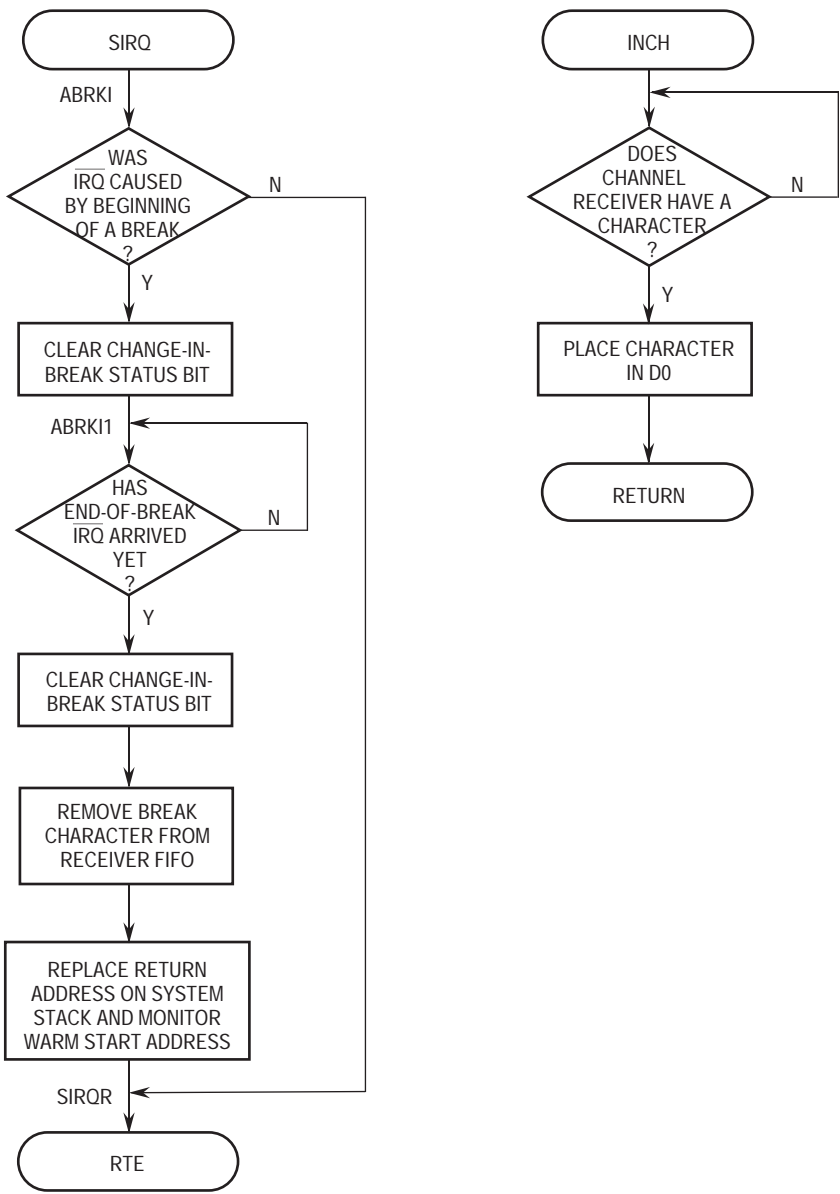 SIRQ
ABRKI
WAS
IRQ CAUSED
BY BEGINNING
OF A BREAK
?
N
Y
CLEAR CHANGE-IN-
BREAK STATUS BIT
ABRKI1
HAS
END-OF-BREAK
IRQ ARRIVED
YET
?
N
Y
CLEAR CHANGE-IN-
BREAK STATUS BIT
REMOVE BREAK
CHARACTER FROM
RECEIVER FIFO
REPLACE RETURN
ADDRESS ON SYSTEM
STACK AND MONITOR
WARM START ADDRESS
SIRQR
RTE
INCH
DOES
CHANNEL
RECEIVER HAVE A
CHARACTER
?
N
Y
PLACE CHARACTER
IN D0
RETURN